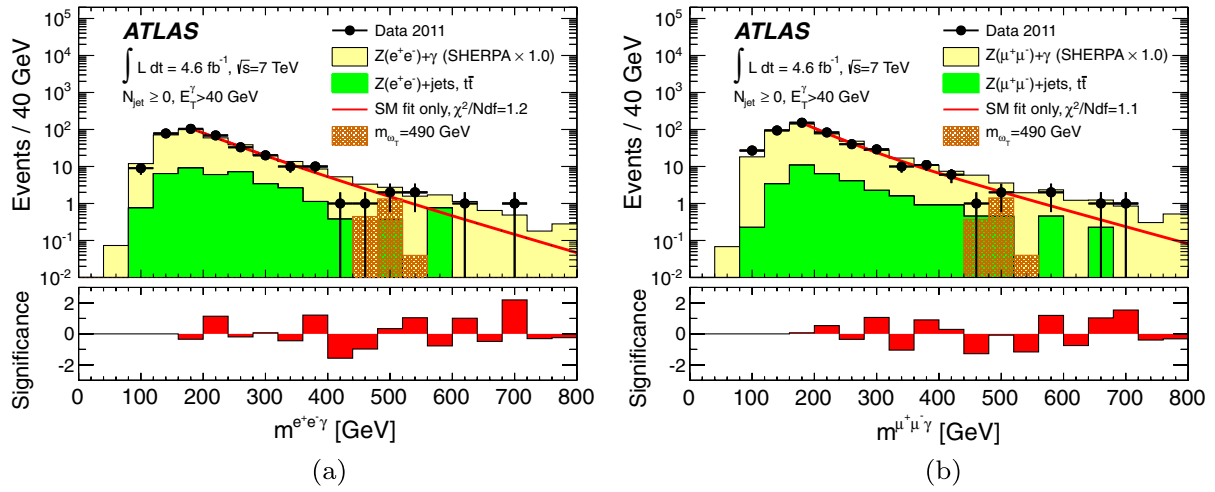 Events / 40 GeV
10⁵
10⁴
10³
10²
10
1
10⁻¹
10⁻²
ATLAS
∫ L dt = 4.6 fb⁻¹, √s=7 TeV
N_jet ≥ 0, E_T^γ>40 GeV
Data 2011
Z(e⁺e⁻)+γ (SHERPA × 1.0)
Z(e⁺e⁻)+jets, tt̄
SM fit only, χ²/Ndf=1.2
m_ω_T=490 GeV
Significance
2
0
-2
0 100 200 300 400 500 600 700 800
m^e⁺e⁻γ [GeV]
(a)
Events / 40 GeV
10⁵
10⁴
10³
10²
10
1
10⁻¹
10⁻²
ATLAS
∫ L dt = 4.6 fb⁻¹, √s=7 TeV
N_jet ≥ 0, E_T^γ>40 GeV
Data 2011
Z(μ⁺μ⁻)+γ (SHERPA × 1.0)
Z(μ⁺μ⁻)+jets, tt̄
SM fit only, χ²/Ndf=1.1
m_ω_T=490 GeV
Significance
2
0
-2
0 100 200 300 400 500 600 700 800
m^μ⁺μ⁻γ [GeV]
(b)